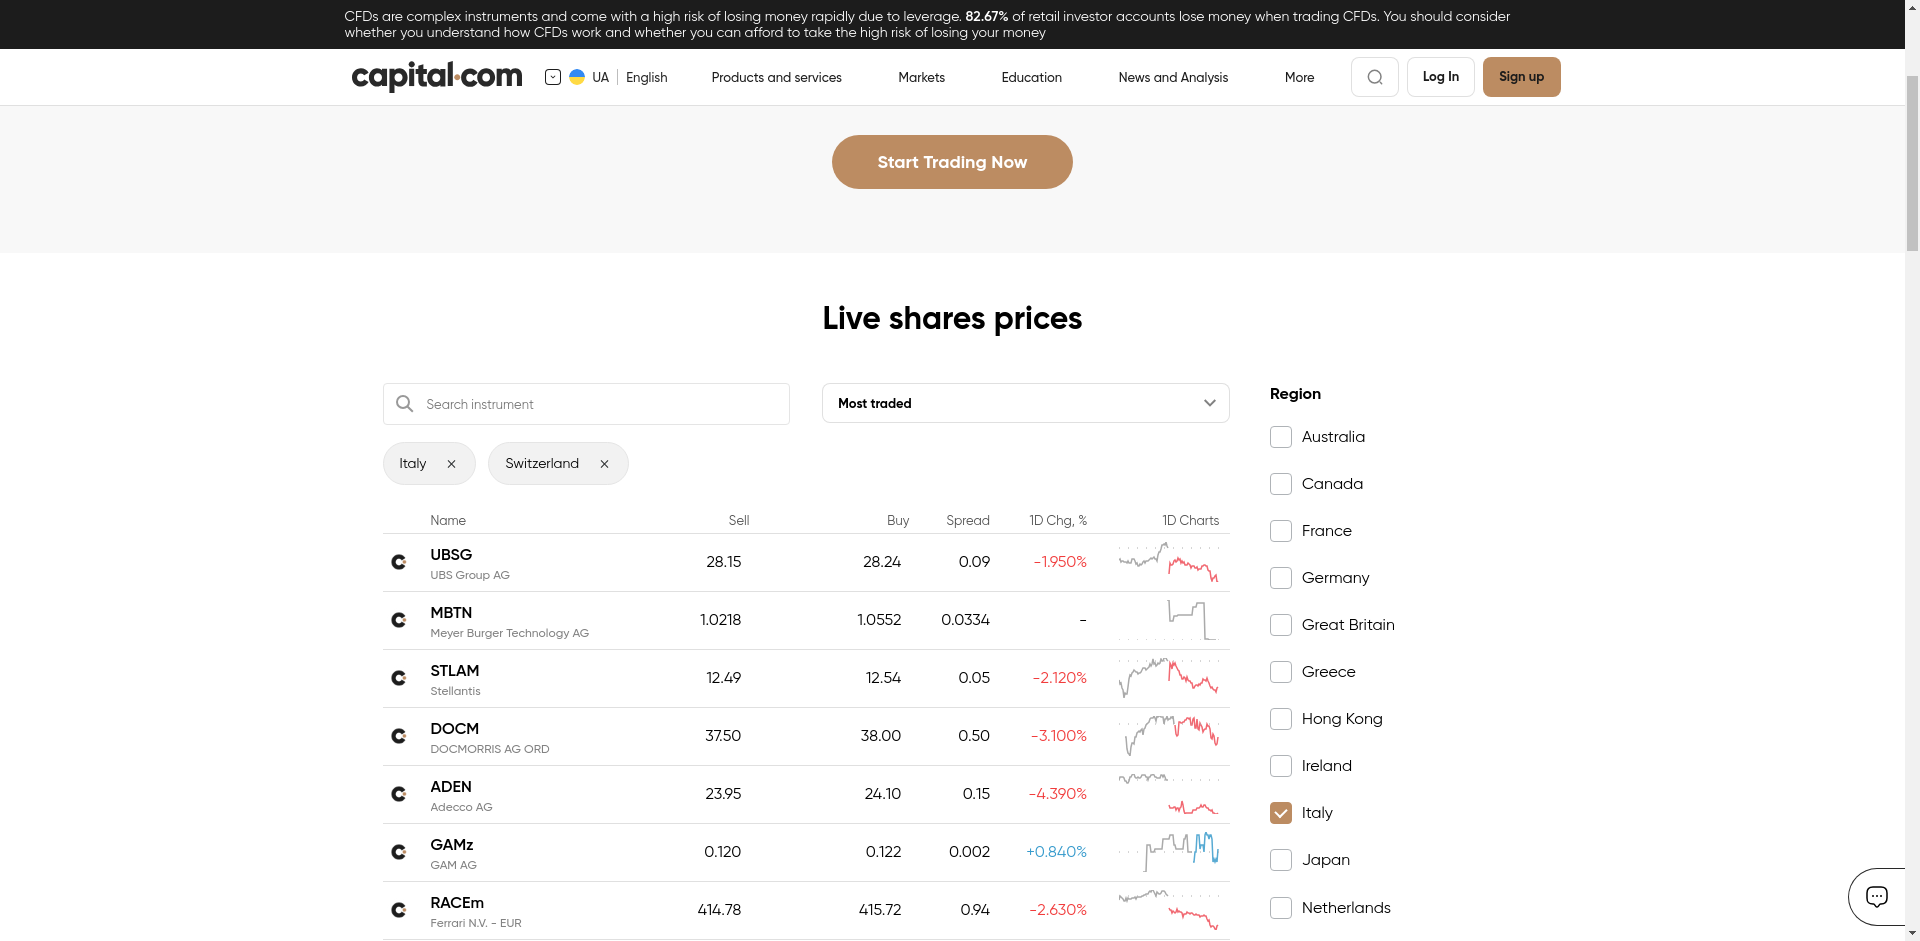 CFDs are complex instruments and come with a high risk of losing money rapidly due to leverage. 82.67% of retail investor accounts lose money when trading CFDs. You should consider
whether you understand how CFDs work and whether you can afford to take the high risk of losing your money
capital.com UA English Products and services Markets Education News and Analysis More Log In Sign up
Start Trading Now
Live shares prices
Search instrument
Most traded
Italy Switzerland
Name Sell Buy Spread 1D Chg, % 1D Charts
UBSG 28.15 28.24 0.09 -1.950%
UBS Group AG
MBTN 1.0218 1.0552 0.0334 -
Meyer Burger Technology AG
STLAM 12.49 12.54 0.05 -2.120%
Stellantis
DOCM 37.50 38.00 0.50 -3.100%
DOCMORRIS AG ORD
ADEN 23.95 24.10 0.15 -4.390%
Adecco AG
GAMz 0.120 0.122 0.002 +0.840%
GAM AG
RACEm 414.78 415.72 0.94 -2.630%
Ferrari N.V. - EUR
Region
Australia
Canada
France
Germany
Great Britain
Greece
Hong Kong
Ireland
Italy
Japan
Netherlands